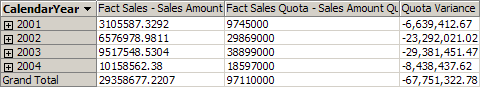 CalendarYear Fact Sales - Sales Amount Fact Sales Quota - Sales Amount Qu Quota Variance
2001 3105587.3292 9745000 -6,639,412.67
2002 6576978.9811 29869000 -23,292,021.02
2003 9517548.5304 38899000 -29,381,451.47
2004 10158562.38 18597000 -8,438,437.62
Grand Total 29358677.2207 97110000 -67,751,322.78